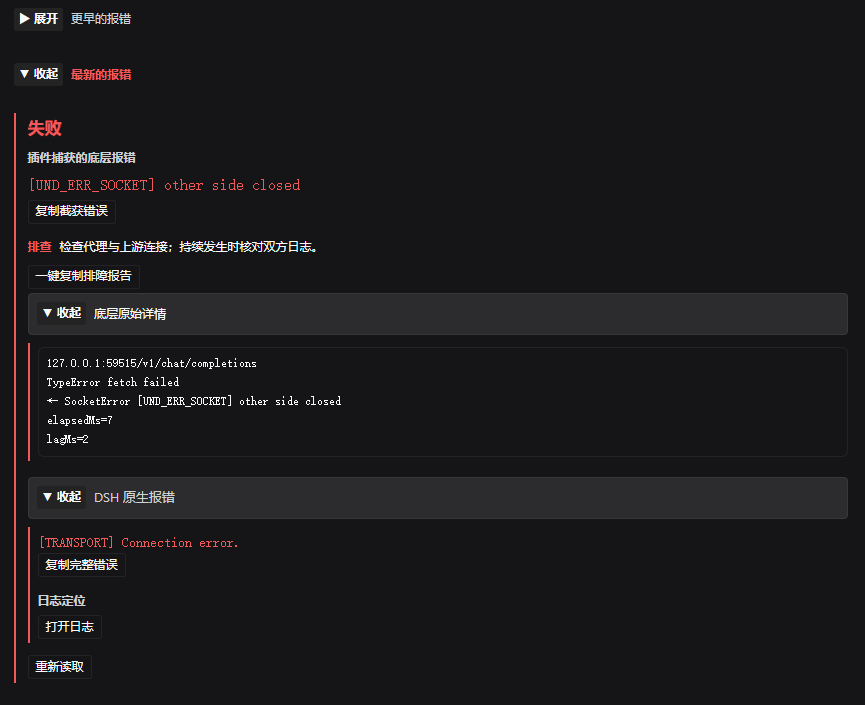 ▶ 展开 更早的报错
▼ 收起 最新的报错
失败
插件捕获的底层报错
[UND_ERR_SOCKET] other side closed
复制截获错误
排查 检查代理与上游连接；持续发生时核对双方日志。
一键复制排障报告
▼ 收起 底层原始详情
127.0.0.1:59515/v1/chat/completions
TypeError fetch failed
← SocketError [UND_ERR_SOCKET] other side closed
elapsedMs=7
lagMs=2
▼ 收起 DSH 原生报错
[TRANSPORT] Connection error.
复制完整错误
日志定位
打开日志
重新读取